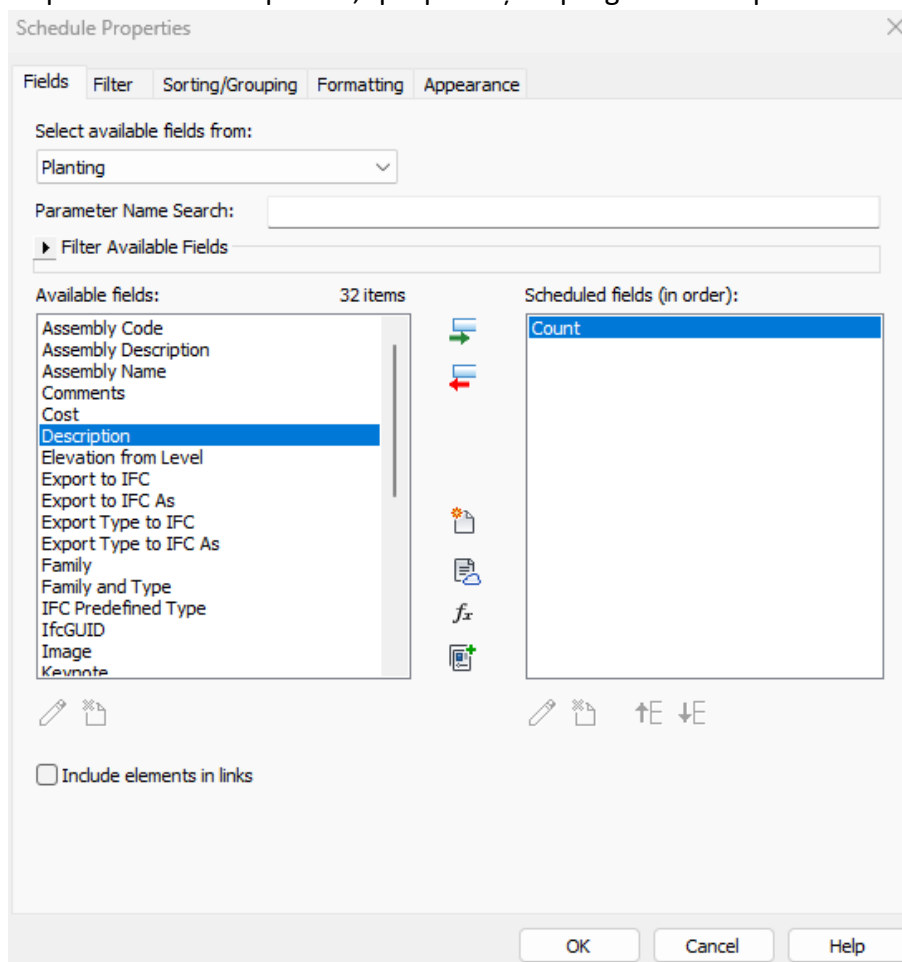 Schedule Properties
Fields Filter Sorting/Grouping Formatting Appearance
Select available fields from:
Planting
Parameter Name Search:
Filter Available Fields
Available fields: 32 items
Scheduled fields (in order):
Assembly Code
Assembly Description
Assembly Name
Comments
Cost
Description
Elevation from Level
Export to IFC
Export to IFC As
Export Type to IFC
Export Type to IFC As
Family
Family and Type
IFC Predefined Type
IfcGUID
Image
Keynote
Count
fx
Include elements in links
OK Cancel Help